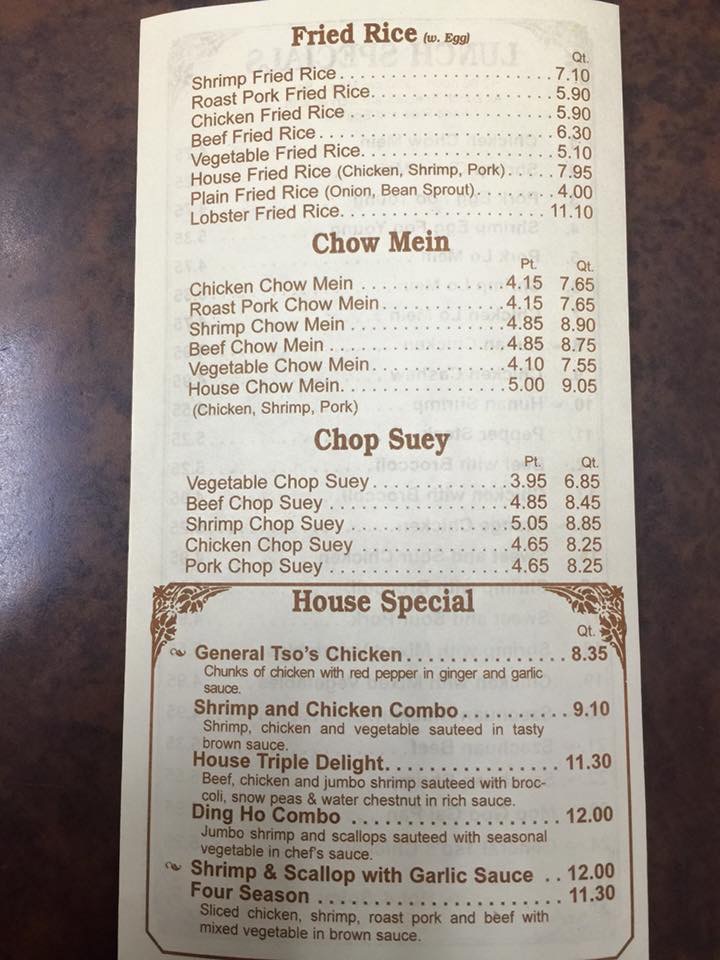 Fried Rice (w. Egg)
Qt.
Shrimp Fried Rice . . . . . . . . . . . . . . . . . . . . . . . . 7.10
Roast Pork Fried Rice. . . . . . . . . . . . . . . . . . . . . 5.90
Chicken Fried Rice . . . . . . . . . . . . . . . . . . . . . . . 5.90
Beef Fried Rice . . . . . . . . . . . . . . . . . . . . . . . . . . 6.30
Vegetable Fried Rice. . . . . . . . . . . . . . . . . . . . . . 5.10
House Fried Rice (Chicken, Shrimp, Pork). . . . . 7.95
Plain Fried Rice (Onion, Bean Sprout). . . . . . . . . 4.00
Lobster Fried Rice. . . . . . . . . . . . . . . . . . . . . . . 11.10
Chow Mein
Pt. Qt.
Chicken Chow Mein . . . . . . . . . . . . . . . . . 4.15 7.65
Roast Pork Chow Mein. . . . . . . . . . . . . . . 4.15 7.65
Shrimp Chow Mein . . . . . . . . . . . . . . . . . . 4.85 8.90
Beef Chow Mein . . . . . . . . . . . . . . . . . . . . 4.85 8.75
Vegetable Chow Mein. . . . . . . . . . . . . . . . 4.10 7.55
House Chow Mein. . . . . . . . . . . . . . . . . . . 5.00 9.05
(Chicken, Shrimp, Pork)
Chop Suey
Pt. Qt.
Vegetable Chop Suey . . . . . . . . . . . . . . . . 3.95 6.85
Beef Chop Suey . . . . . . . . . . . . . . . . . . . . 4.85 8.45
Shrimp Chop Suey . . . . . . . . . . . . . . . . . . 5.05 8.85
Chicken Chop Suey . . . . . . . . . . . . . . . . . 4.65 8.25
Pork Chop Suey . . . . . . . . . . . . . . . . . . . . 4.65 8.25
House Special
Qt.
General Tso's Chicken . . . . . . . . . . . . . . . . 8.35
Chunks of chicken with red pepper in ginger and garlic
sauce.
Shrimp and Chicken Combo . . . . . . . . . . . 9.10
Shrimp, chicken and vegetable sauteed in tasty
brown sauce.
House Triple Delight. . . . . . . . . . . . . . . . . . 11.30
Beef, chicken and jumbo shrimp sauteed with broc-
coli, snow peas & water chestnut in rich sauce.
Ding Ho Combo . . . . . . . . . . . . . . . . . . . . . 12.00
Jumbo shrimp and scallops sauteed with seasonal
vegetable in chef's sauce.
Shrimp & Scallop with Garlic Sauce . . 12.00
Four Season . . . . . . . . . . . . . . . . . . . . . . . . 11.30
Sliced chicken, shrimp, roast pork and beef with
mixed vegetable in brown sauce.